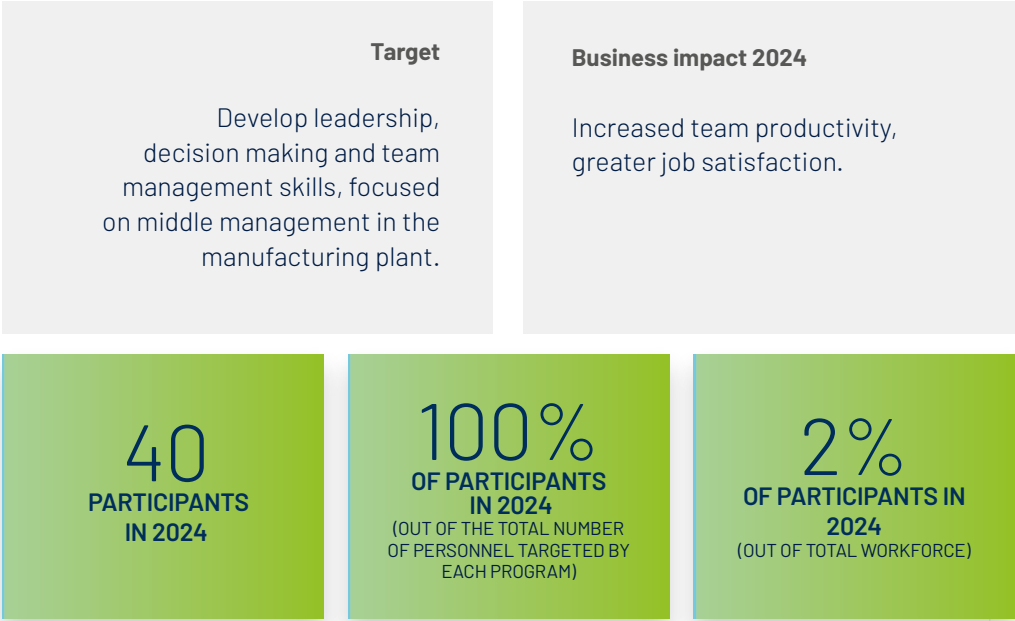 Target
Develop leadership,
decision making and team
management skills, focused
on middle management in the
manufacturing plant.
Business impact 2024
Increased team productivity,
greater job satisfaction.
40
PARTICIPANTS
IN 2024
100%
OF PARTICIPANTS
IN 2024
(OUT OF THE TOTAL NUMBER
OF PERSONNEL TARGETED BY
EACH PROGRAM)
2%
OF PARTICIPANTS IN
2024
(OUT OF TOTAL WORKFORCE)